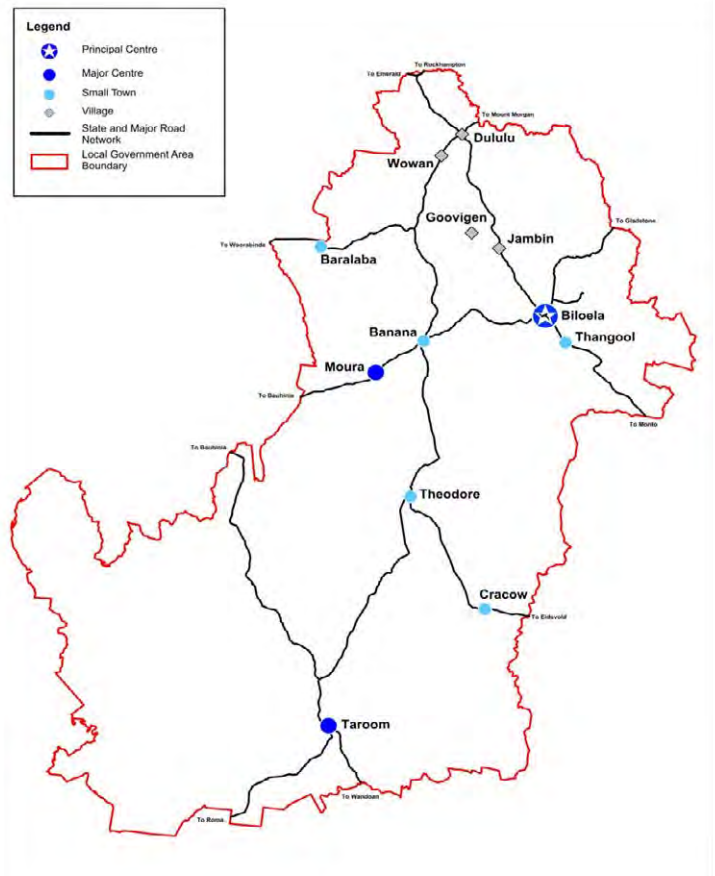 Legend
Principal Centre
Major Centre
Small Town
Village
State and Major Road
Network
Local Government Area
Boundary
To Rockhampton
To Emerald
To Mount Morgan
Dululu
Wowan
Goovigen
To Gladstone
Jambin
To Woorabinda
Baralaba
Biloela
Banana
Thangool
Moura
To Bauhinia
To Monto
To Bauhinia
Theodore
Cracow
To Eidsvold
Taroom
To Wandoan
To Roma